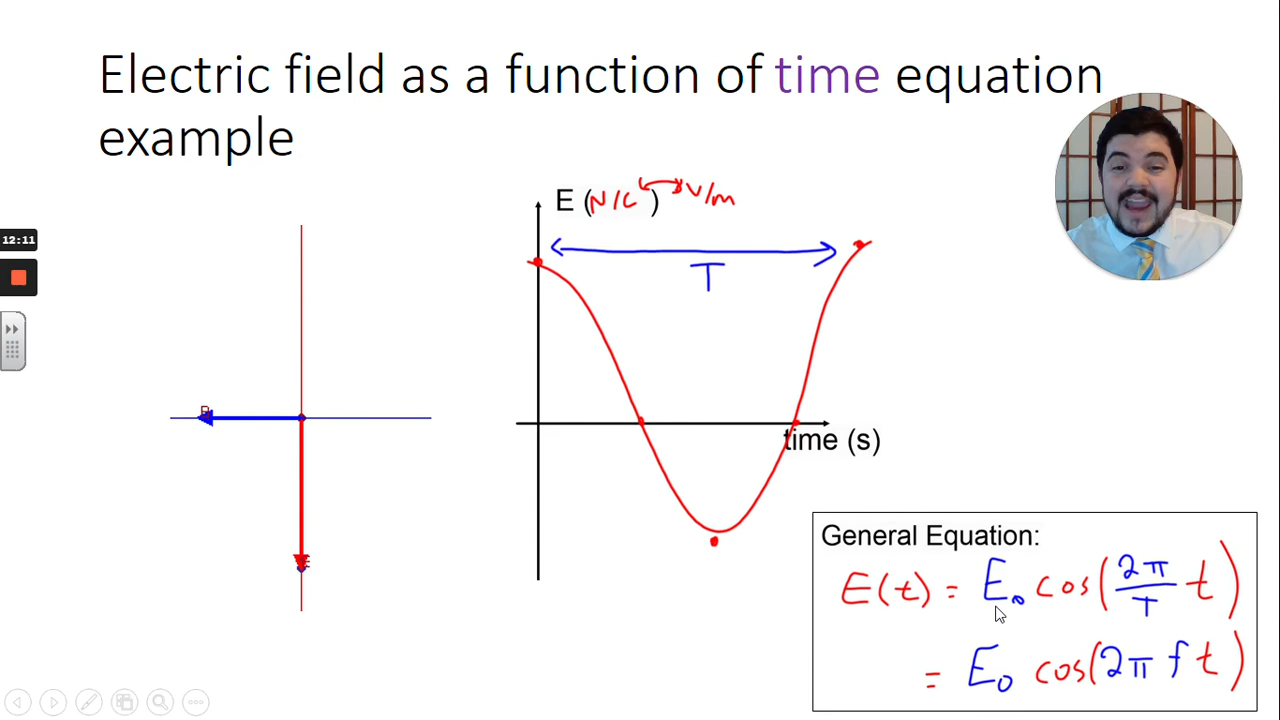 Electric field as a function of time equation
example
E (N/C) V/m
12:11
T
B
time (s)
E
General Equation:
E(t) = E₀ cos(2π/T t)
= E₀ cos(2π f t)